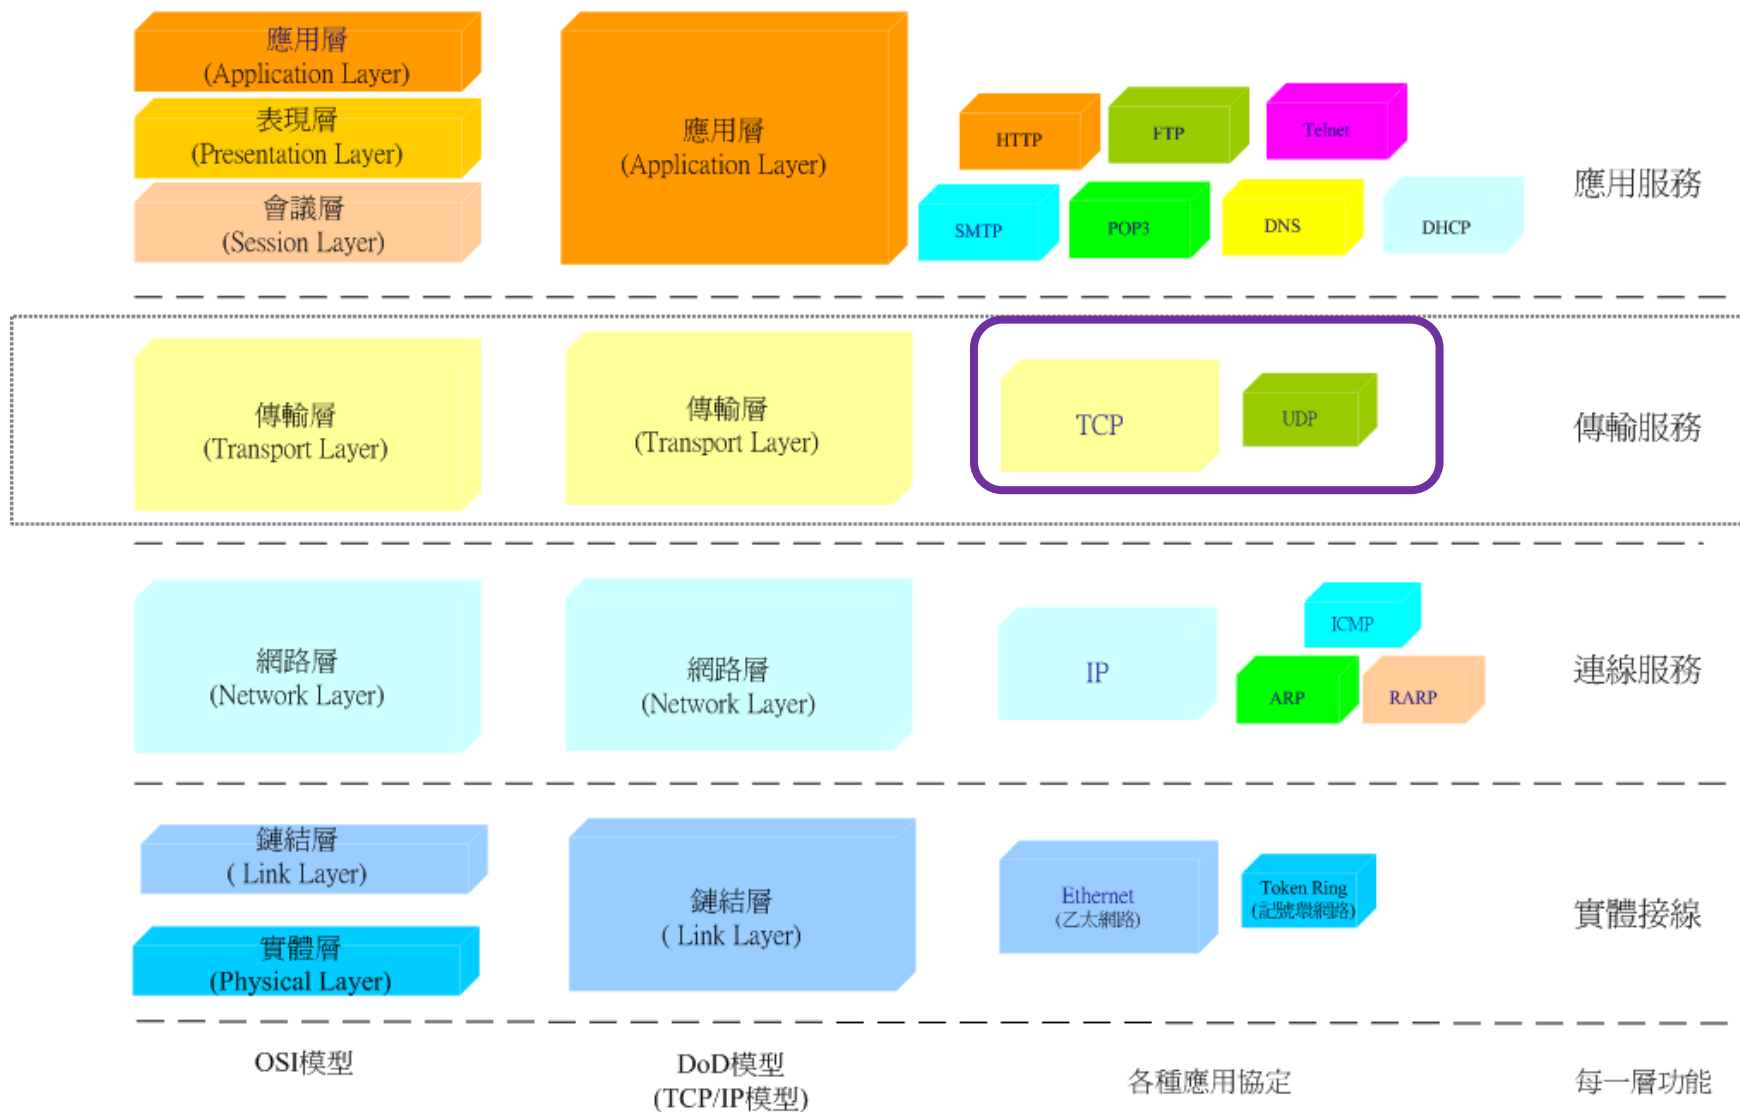 應用層
(Application Layer)
表現層
(Presentation Layer)
會議層
(Session Layer)
應用層
(Application Layer)
HTTP
FTP
Telnet
SMTP
POP3
DNS
DHCP
應用服務
傳輸層
(Transport Layer)
傳輸層
(Transport Layer)
TCP
UDP
傳輸服務
網路層
(Network Layer)
網路層
(Network Layer)
IP
ICMP
ARP
RARP
連線服務
鏈結層
( Link Layer)
實體層
(Physical Layer)
鏈結層
( Link Layer)
Ethernet
(乙太網路)
Token Ring
(記號環網路)
實體接線
OSI模型
DoD模型
(TCP/IP模型)
各種應用協定
每一層功能